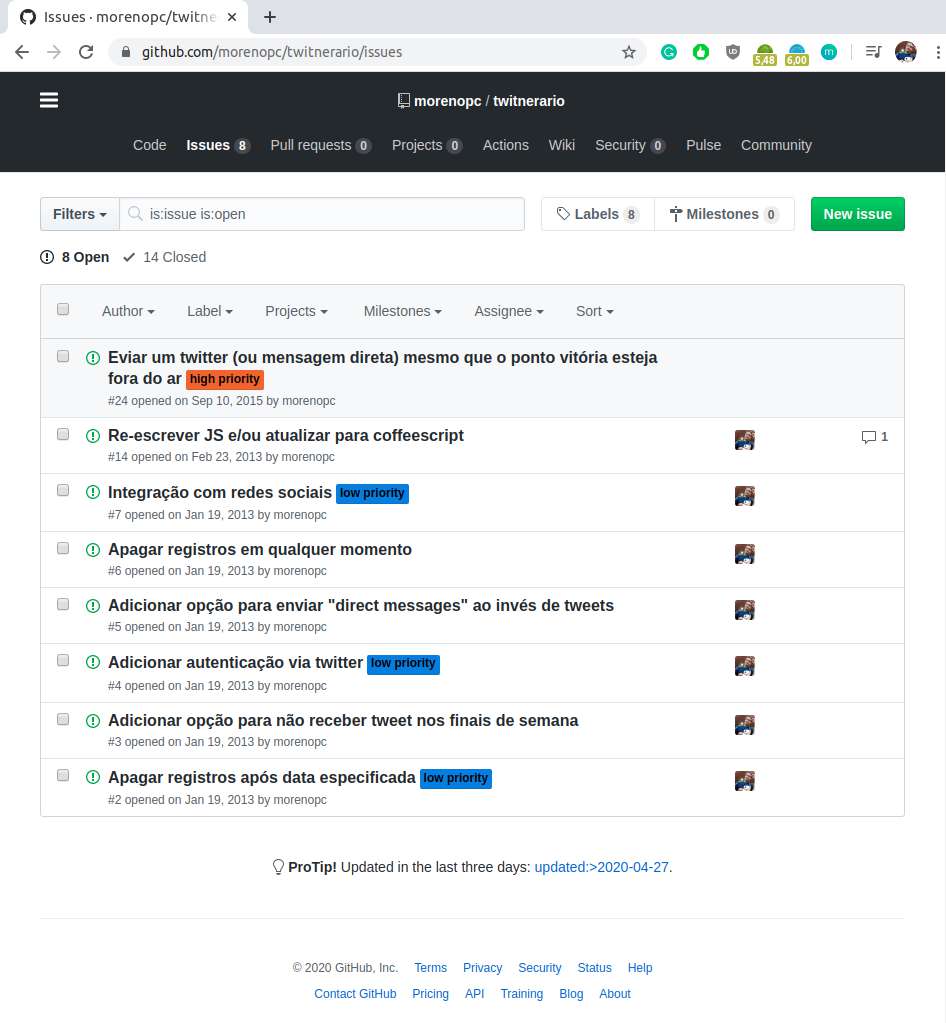 Issues · morenopc/twitne
github.com/morenopc/twitnerario/issues
UD
5,48
6,00
m
morenopc / twitnerario
Code Issues 8 Pull requests 0 Projects 0 Actions Wiki Security 0 Pulse Community
Filters is:issue is:open Labels 8 Milestones 0 New issue
8 Open 14 Closed
Author Label Projects Milestones Assignee Sort
Eviar um twitter (ou mensagem direta) mesmo que o ponto vitória esteja
fora do ar high priority
#24 opened on Sep 10, 2015 by morenopc
Re-escrever JS e/ou atualizar para coffeescript 1
#14 opened on Feb 23, 2013 by morenopc
Integração com redes sociais low priority
#7 opened on Jan 19, 2013 by morenopc
Apagar registros em qualquer momento
#6 opened on Jan 19, 2013 by morenopc
Adicionar opção para enviar "direct messages" ao invés de tweets
#5 opened on Jan 19, 2013 by morenopc
Adicionar autenticação via twitter low priority
#4 opened on Jan 19, 2013 by morenopc
Adicionar opção para não receber tweet nos finais de semana
#3 opened on Jan 19, 2013 by morenopc
Apagar registros após data especificada low priority
#2 opened on Jan 19, 2013 by morenopc
ProTip! Updated in the last three days: updated:>2020-04-27.
© 2020 GitHub, Inc. Terms Privacy Security Status Help
Contact GitHub Pricing API Training Blog About